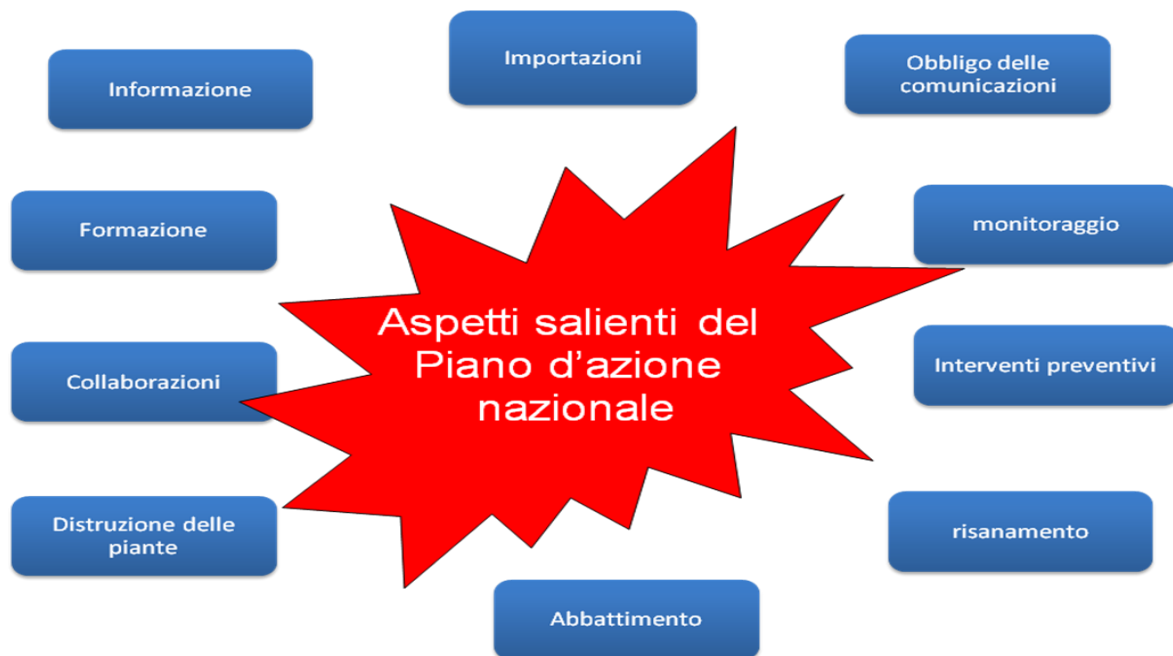 Importazioni
Obbligo delle
comunicazioni
Informazione
Formazione
monitoraggio
Aspetti salienti del
Piano d’azione
nazionale
Collaborazioni
Interventi preventivi
Distruzione delle
piante
risanamento
Abbattimento